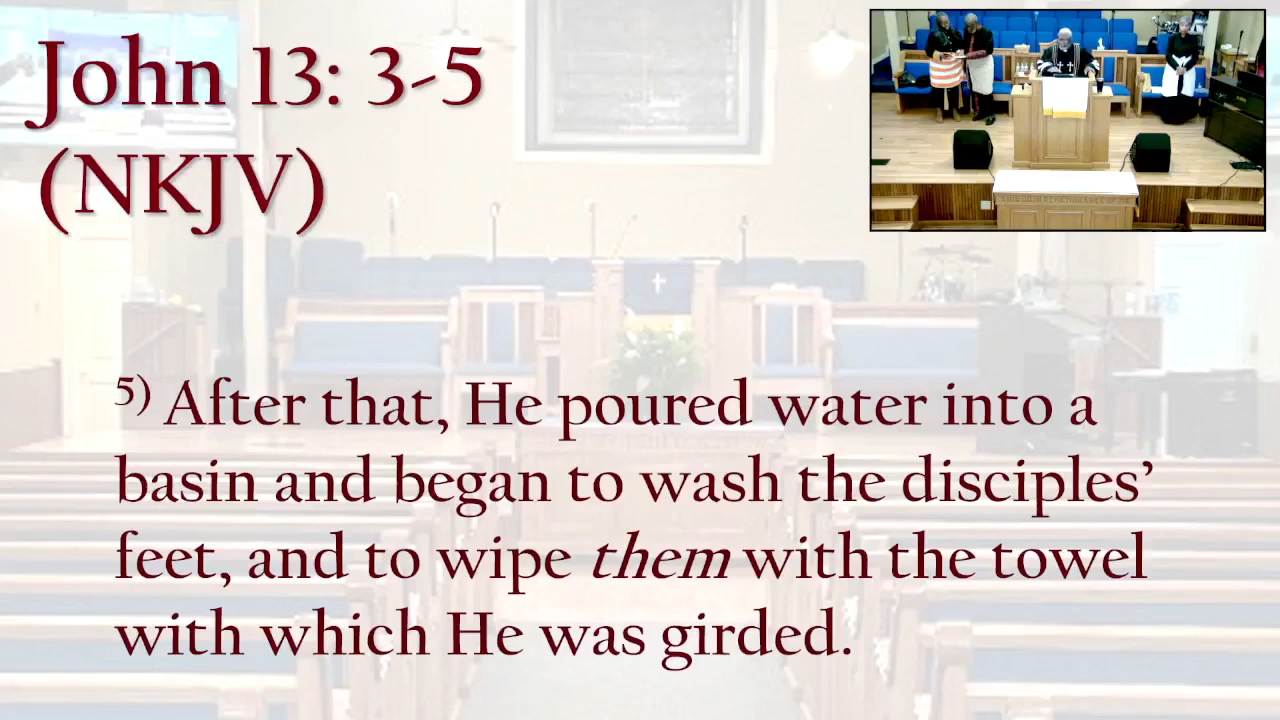 John 13: 3-5
(NKJV)
5) After that, He poured water into a
basin and began to wash the disciples’
feet, and to wipe them with the towel
with which He was girded.